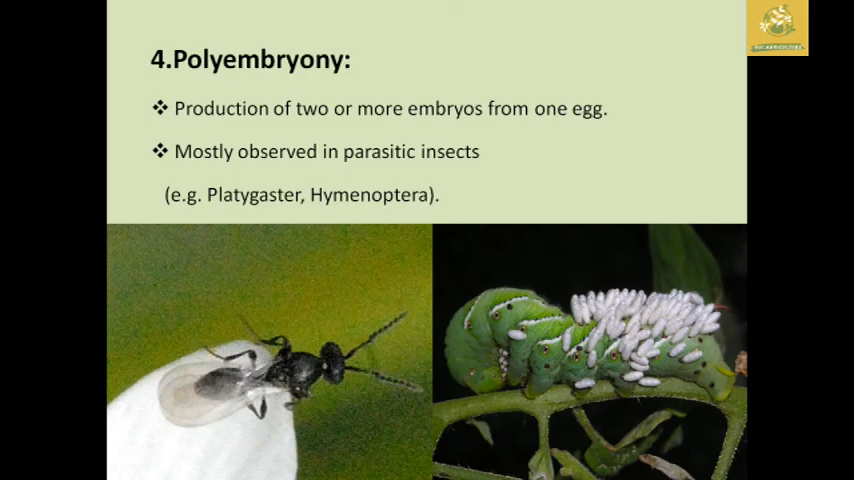 4.Polyembryony:
❖ Production of two or more embryos from one egg.
❖ Mostly observed in parasitic insects
(e.g. Platygaster, Hymenoptera).